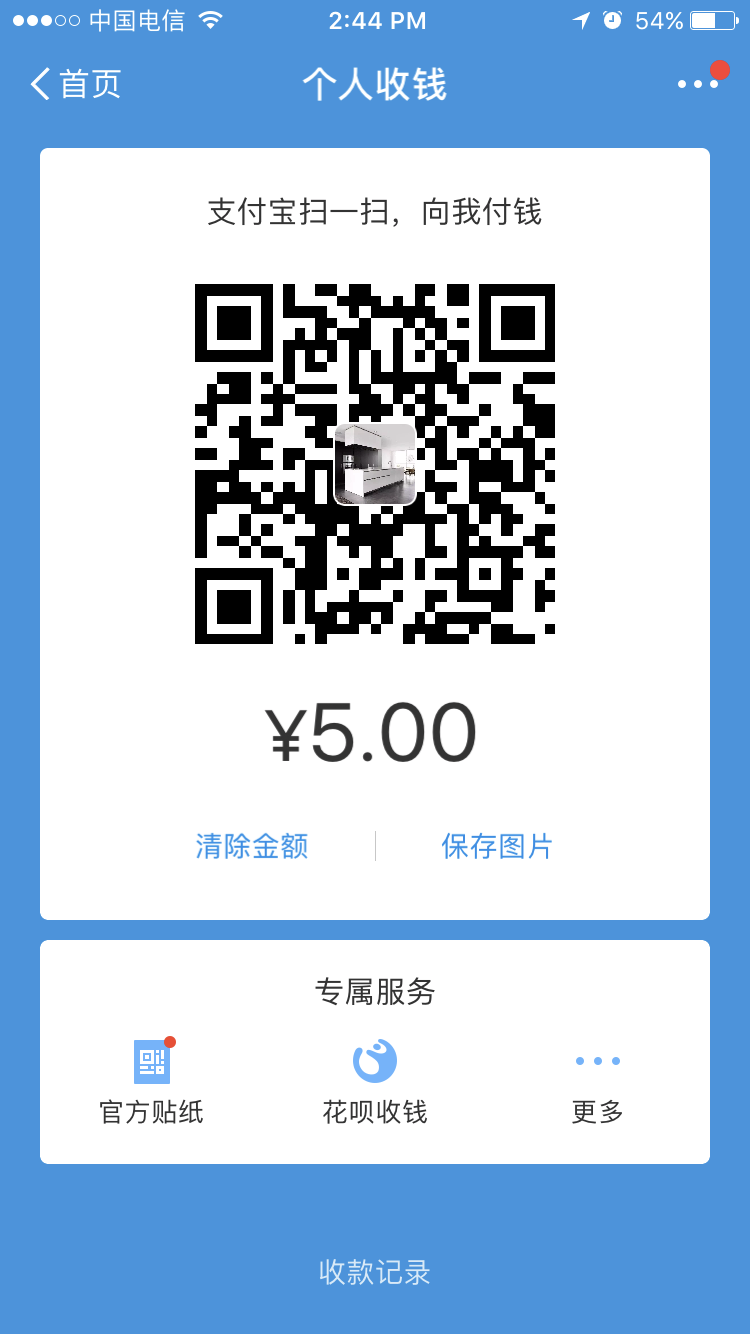 中国电信 2:44 PM 54%
首页 个人收钱
支付宝扫一扫，向我付钱
¥5.00
清除金额 保存图片
专属服务
官方贴纸 花呗收钱 更多
收款记录